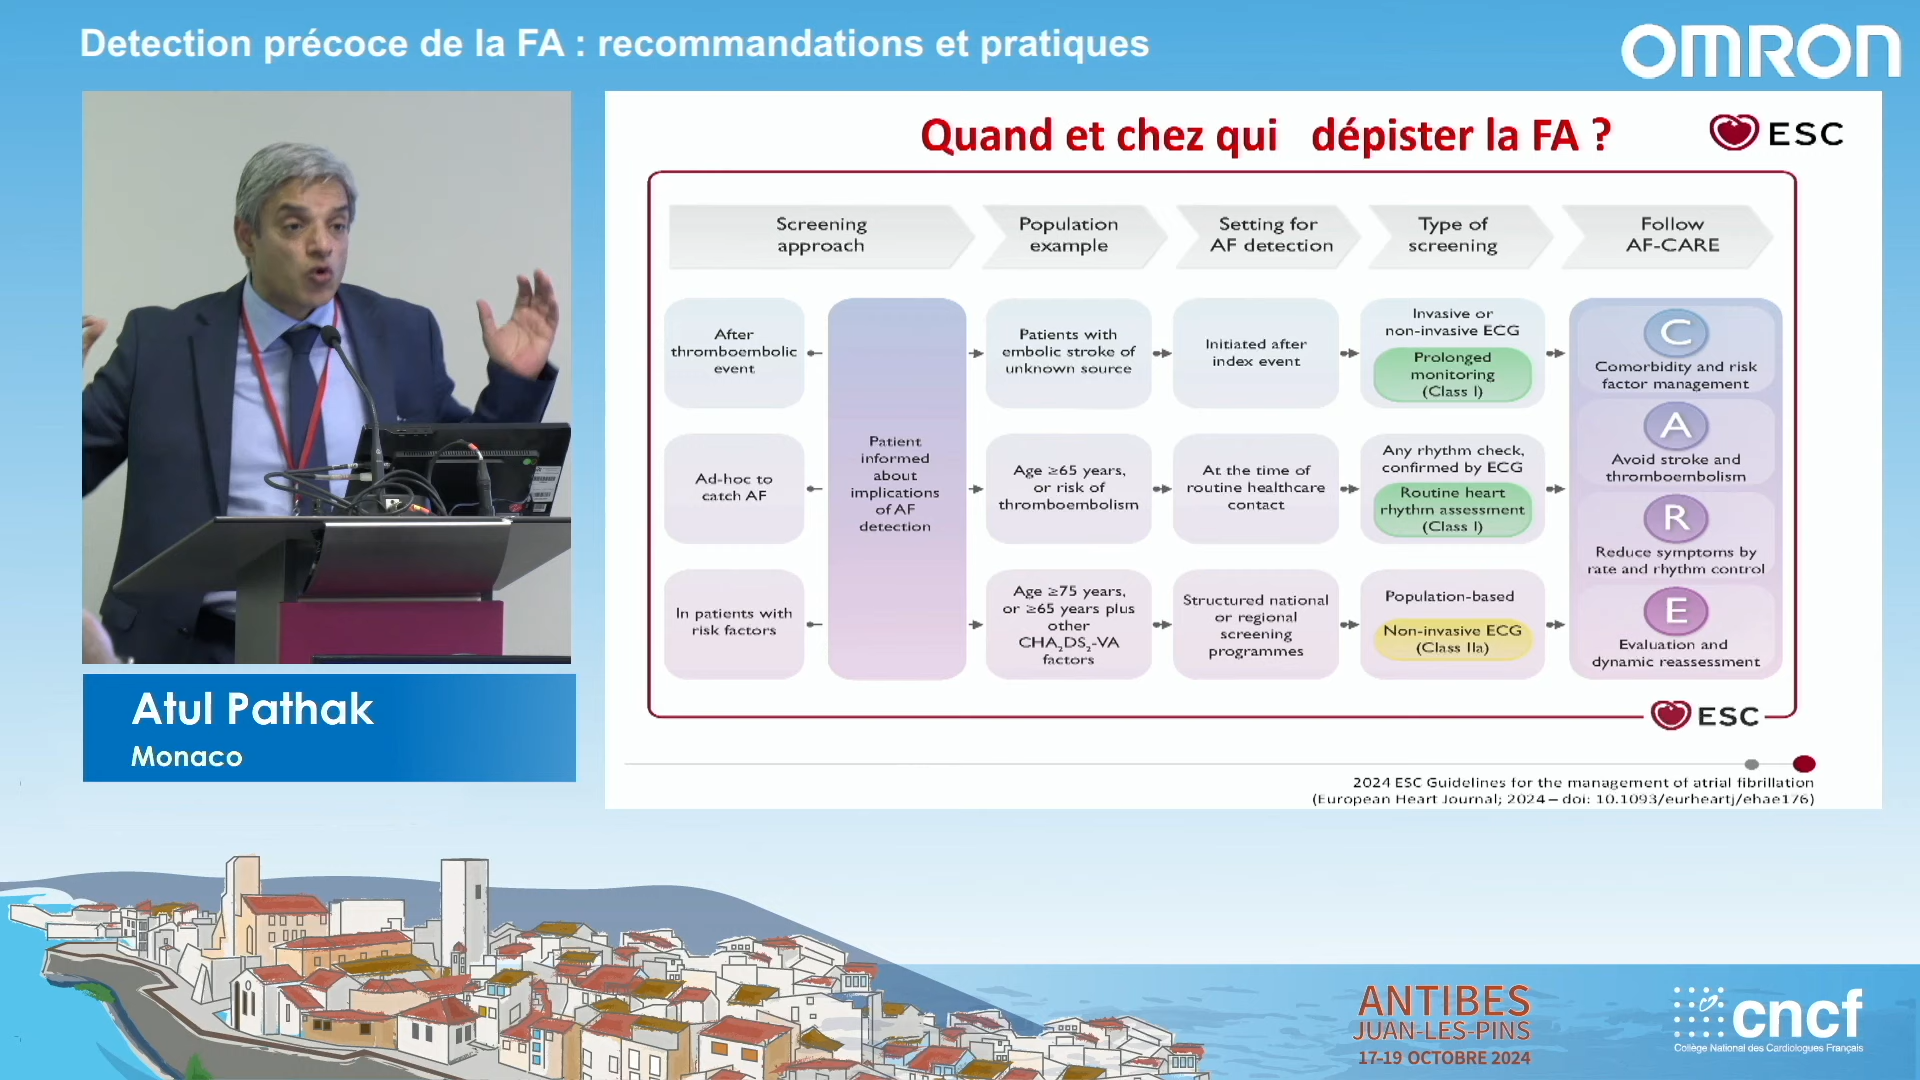 Detection précoce de la FA : recommandations et pratiques
OMRON
Quand et chez qui dépister la FA ?
ESC
Screening
approach
Population
example
Setting for
AF detection
Type of
screening
Follow
AF-CARE
After
thromboembolic
event
Patient
informed
about
implications
of AF
detection
Patients with
embolic stroke of
unknown source
Initiated after
index event
Invasive or
non-invasive ECG
Prolonged
monitoring
(Class I)
Ad-hoc to
catch AF
Age ≥65 years,
or risk of
thromboembolism
At the time of
routine healthcare
contact
Any rhythm check,
confirmed by ECG
Routine heart
rhythm assessment
(Class I)
In patients with
risk factors
Age ≥75 years,
or ≥65 years plus
other
CHA₂DS₂-VA
factors
Structured national
or regional
screening
programmes
Population-based
Non-invasive ECG
(Class IIa)
C
Comorbidity and risk
factor management
A
Avoid stroke and
thromboembolism
R
Reduce symptoms by
rate and rhythm control
E
Evaluation and
dynamic reassessment
ESC
2024 ESC Guidelines for the management of atrial fibrillation
(European Heart Journal; 2024 – doi: 10.1093/eurheartj/ehae176)
Atul Pathak
Monaco
ANTIBES
JUAN-LES-PINS
17-19 OCTOBRE 2024
cncf
Collège National des Cardiologues Français